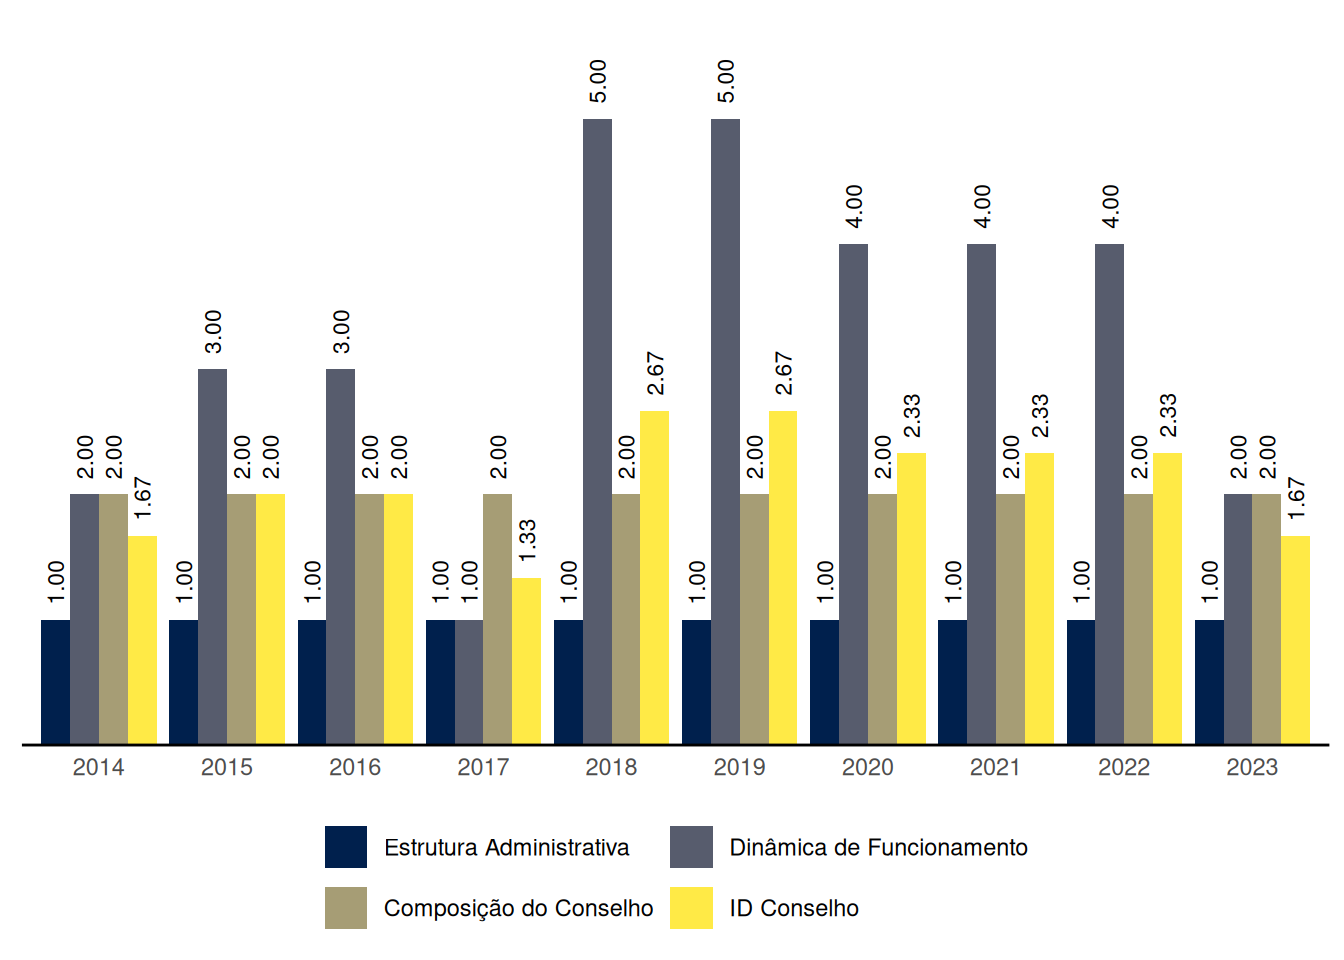 5.00 5.00
4.00 4.00 4.00
3.00 3.00
2.67 2.67
2.33 2.33 2.33
2.00 2.00 2.00 2.00 2.00 2.00 2.00 2.00 2.00 2.00 2.00 2.00 2.00 2.00
1.67 1.67
1.33
1.00 1.00 1.00 1.00 1.00 1.00 1.00 1.00 1.00 1.00 1.00
2014 2015 2016 2017 2018 2019 2020 2021 2022 2023
Estrutura Administrativa Dinâmica de Funcionamento
Composição do Conselho ID Conselho